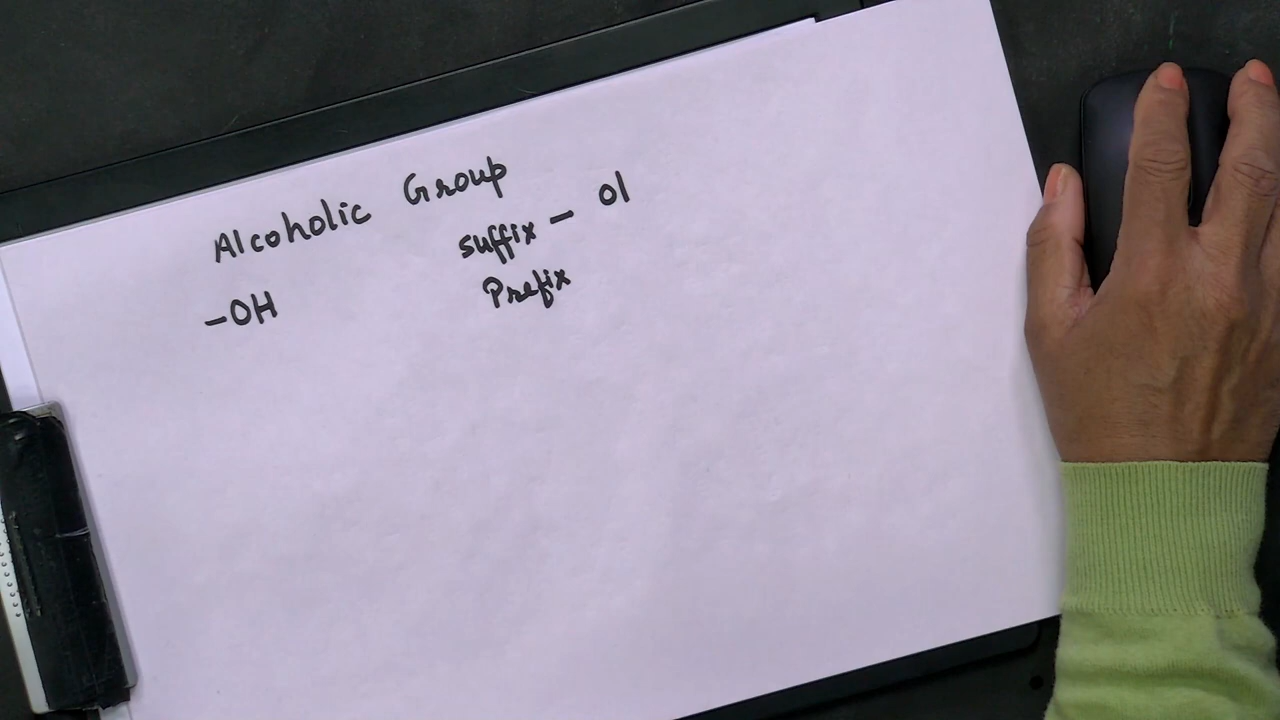 Alcoholic Group
suffix – ol
–OH
Prefix